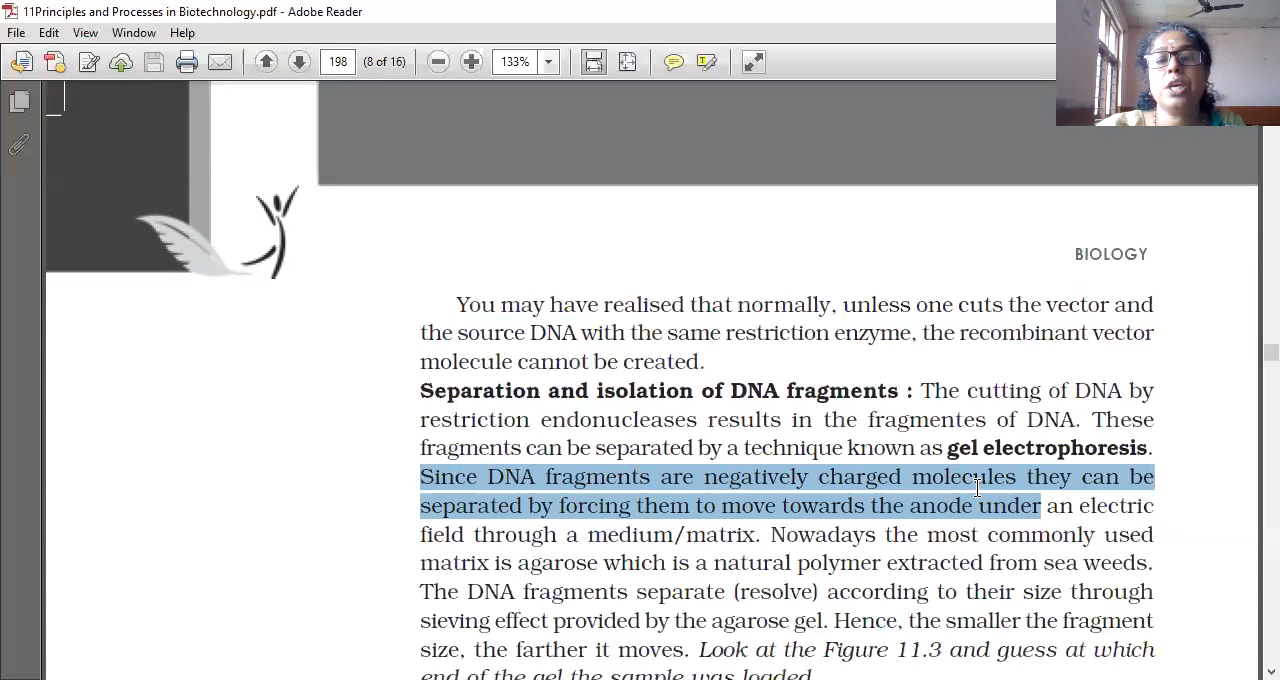 11Principles and Processes in Biotechnology.pdf - Adobe Reader
File Edit View Window Help
198 (8 of 16) 133%
BIOLOGY
You may have realised that normally, unless one cuts the vector and
the source DNA with the same restriction enzyme, the recombinant vector
molecule cannot be created.
Separation and isolation of DNA fragments : The cutting of DNA by
restriction endonucleases results in the fragmentes of DNA. These
fragments can be separated by a technique known as gel electrophoresis.
Since DNA fragments are negatively charged molecules they can be
separated by forcing them to move towards the anode under an electric
field through a medium/matrix. Nowadays the most commonly used
matrix is agarose which is a natural polymer extracted from sea weeds.
The DNA fragments separate (resolve) according to their size through
sieving effect provided by the agarose gel. Hence, the smaller the fragment
size, the farther it moves. Look at the Figure 11.3 and guess at which
end of the gel the sample was loaded.